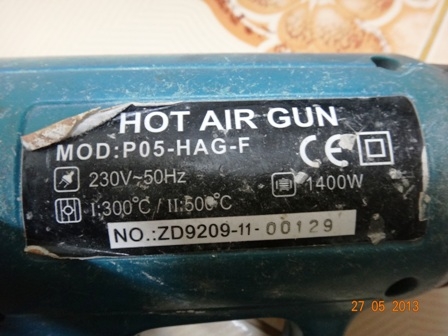 HOT AIR GUN
MOD:P05-HAG-F CE
230V~50Hz 1400W
I:300°C / II:500°C
NO.:ZD9209-11-00129
27 05 2013